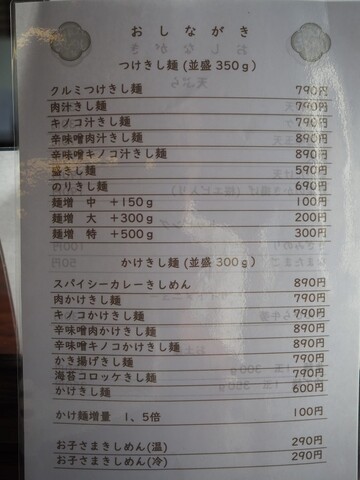 おしながき
つけきし麺(並盛350g)
クルミつけきし麺 790円
肉汁きし麺 790円
キノコ汁きし麺 790円
辛味噌肉汁きし麺 890円
辛味噌キノコ汁きし麺 890円
盛きし麺 590円
のりきし麺 690円
麺増 中 +150g 100円
麺増 大 +300g 200円
麺増 特 +500g 300円
かけきし麺(並盛300g)
スパイシーカレーきしめん 890円
肉かけきし麺 790円
キノコかけきし麺 790円
辛味噌肉かけきし麺 890円
辛味噌キノコかけきし麺 890円
かき揚げきし麺 790円
海苔コロッケきし麺 790円
かけきし麺 600円
かけ麺増量 1、5倍 100円
お子さまきしめん(温) 290円
お子さまきしめん(冷) 290円